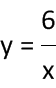 y = 6/x